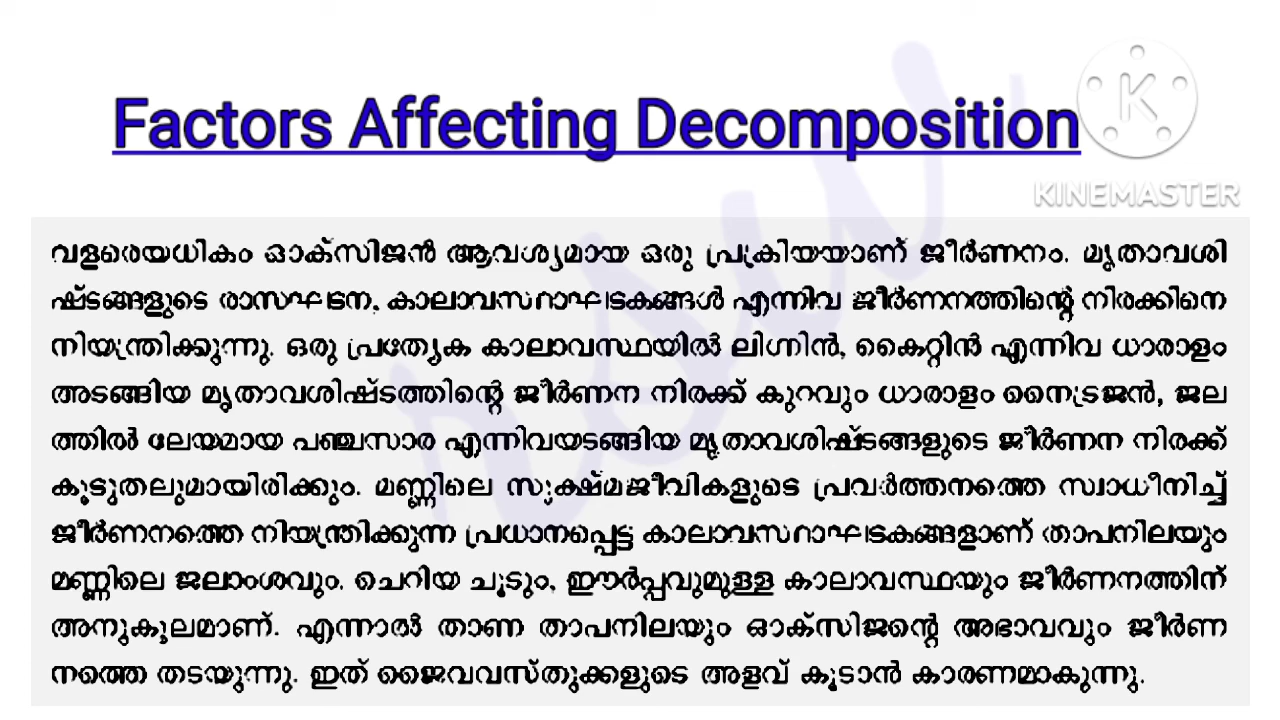 Factors Affecting Decomposition
KINEMASTER
വളരെയധികം ഓക്സിജൻ ആവശ്യമായ ഒരു പ്രക്രിയയാണ് ജീർണനം. മൃതാവശി
ഷ്ടങ്ങളുടെ രാസഘടന, കാലാവസ്ഥാഘടകങ്ങൾ എന്നിവ ജീർണനത്തിന്റെ നിരക്കിനെ
നിയന്ത്രിക്കുന്നു. ഒരു പ്രത്യേക കാലാവസ്ഥയിൽ ലിഗ്നിൻ, കൈറ്റിൻ എന്നിവ ധാരാളം
അടങ്ങിയ മൃതാവശിഷ്ടത്തിന്റെ ജീർണന നിരക്ക് കുറവും ധാരാളം നൈട്രജൻ, ജല
ത്തിൽ ലേയമായ പഞ്ചസാര എന്നിവയടങ്ങിയ മൃതാവശിഷ്ടങ്ങളുടെ ജീർണന നിരക്ക്
കൂടുതലുമായിരിക്കും. മണ്ണിലെ സൂക്ഷ്മജീവികളുടെ പ്രവർത്തനത്തെ സ്വാധീനിച്ച്
ജീർണനത്തെ നിയന്ത്രിക്കുന്ന പ്രധാനപ്പെട്ട കാലാവസ്ഥാഘടകങ്ങളാണ് താപനിലയും
മണ്ണിലെ ജലാംശവും. ചെറിയ ചൂടും, ഈർപ്പവുമുള്ള കാലാവസ്ഥയും ജീർണനത്തിന്
അനുകൂലമാണ്. എന്നാൽ താണ താപനിലയും ഓക്സിജന്റെ അഭാവവും ജീർണ
നത്തെ തടയുന്നു. ഇത് ജൈവവസ്തുക്കളുടെ അളവ് കൂടാൻ കാരണമാകുന്നു.